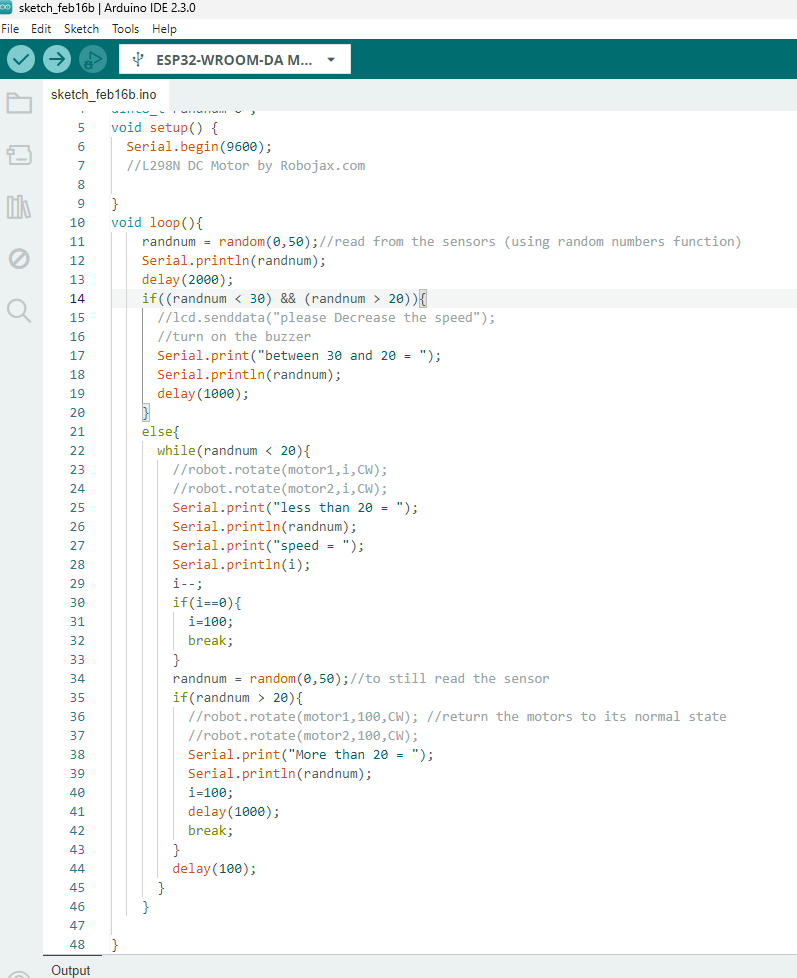 sketch_feb16b | Arduino IDE 2.3.0
File Edit Sketch Tools Help
ESP32-WROOM-DA M...
sketch_feb16b.ino
5 void setup() {
6 Serial.begin(9600);
7 //L298N DC Motor by Robojax.com
8
9 }
10 void loop(){
11 randnum = random(0,50);//read from the sensors (using random numbers function)
12 Serial.println(randnum);
13 delay(2000);
14 if((randnum < 30) && (randnum > 20)){
15 //lcd.senddata("please Decrease the speed");
16 //turn on the buzzer
17 Serial.print("between 30 and 20 = ");
18 Serial.println(randnum);
19 delay(1000);
20 }
21 else{
22 while(randnum < 20){
23 //robot.rotate(motor1,i,CW);
24 //robot.rotate(motor2,i,CW);
25 Serial.print("less than 20 = ");
26 Serial.println(randnum);
27 Serial.print("speed = ");
28 Serial.println(i);
29 i--;
30 if(i==0){
31 i=100;
32 break;
33 }
34 randnum = random(0,50);//to still read the sensor
35 if(randnum > 20){
36 //robot.rotate(motor1,100,CW); //return the motors to its normal state
37 //robot.rotate(motor2,100,CW);
38 Serial.print("More than 20 = ");
39 Serial.println(randnum);
40 i=100;
41 delay(1000);
42 break;
43 }
44 delay(100);
45 }
46 }
47
48 }
Output